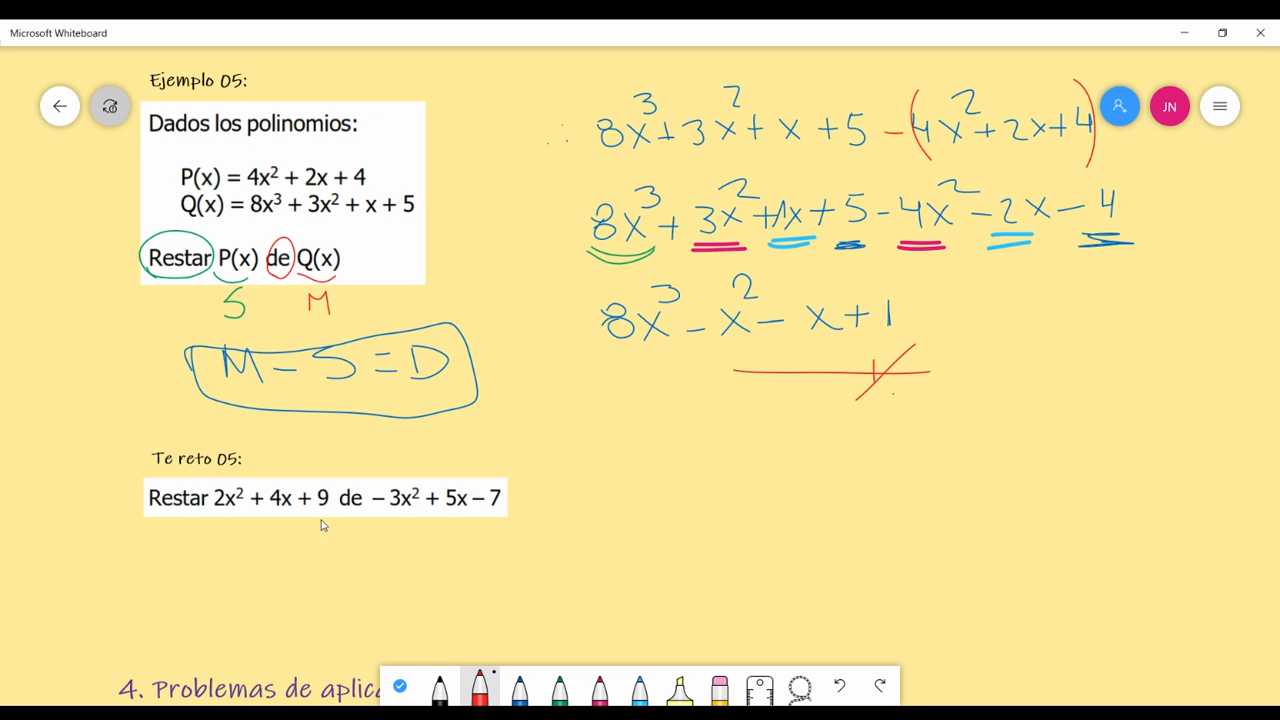 Microsoft Whiteboard
Ejemplo 05:
Dados los polinomios:
P(x) = 4x² + 2x + 4
Q(x) = 8x³ + 3x² + x + 5
Restar P(x) de Q(x)
S M
M - S = D
∴ 8x³ + 3x² + x + 5 - (4x² + 2x + 4)
8x³ + 3x² + 1x + 5 - 4x² - 2x - 4
8x³ - x² - x + 1
JN
Te reto 05:
Restar 2x² + 4x + 9 de − 3x² + 5x − 7
4. Problemas de aplic